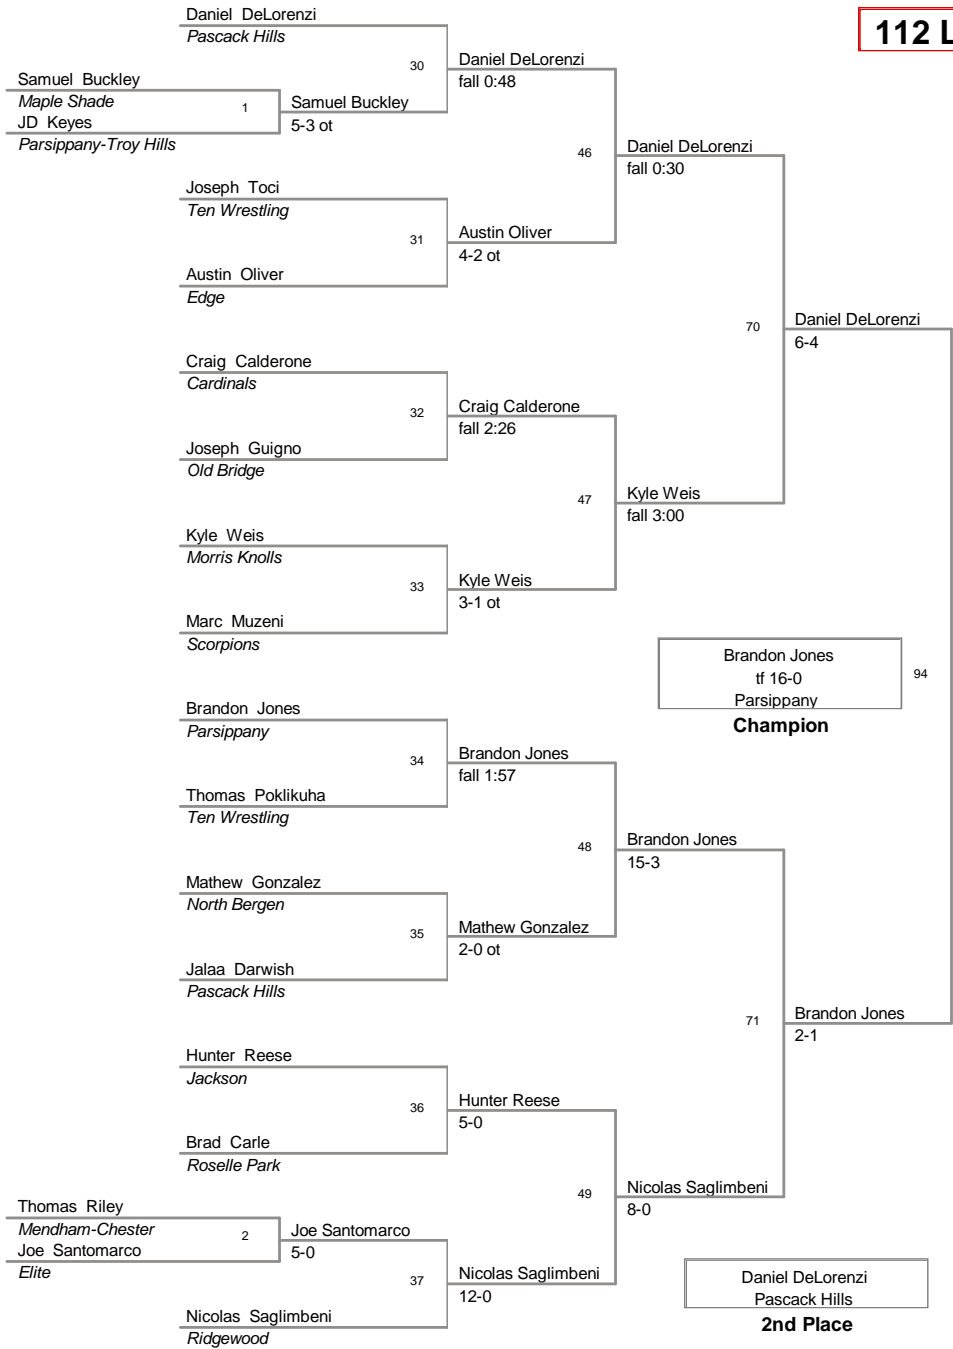 Daniel DeLorenzi
Pascack Hills
112 L
30
Daniel DeLorenzi
fall 0:48
Samuel Buckley
Maple Shade
1
Samuel Buckley
JD Keyes
5-3 ot
Parsippany-Troy Hills
46
Daniel DeLorenzi
fall 0:30
Joseph Toci
Ten Wrestling
31
Austin Oliver
4-2 ot
Austin Oliver
Edge
70
Daniel DeLorenzi
6-4
Craig Calderone
Cardinals
32
Craig Calderone
fall 2:26
Joseph Guigno
Old Bridge
47
Kyle Weis
fall 3:00
Kyle Weis
Morris Knolls
33
Kyle Weis
3-1 ot
Marc Muzeni
Scorpions
Brandon Jones
tf 16-0
Parsippany
94
Champion
Brandon Jones
Parsippany
34
Brandon Jones
fall 1:57
Thomas Poklikuha
Ten Wrestling
48
Brandon Jones
15-3
Mathew Gonzalez
North Bergen
35
Mathew Gonzalez
2-0 ot
Jalaa Darwish
Pascack Hills
71
Brandon Jones
2-1
Hunter Reese
Jackson
36
Hunter Reese
5-0
Brad Carle
Roselle Park
49
Nicolas Saglimbeni
8-0
Thomas Riley
Mendham-Chester
2
Joe Santomarco
Joe Santomarco
5-0
Elite
37
Nicolas Saglimbeni
12-0
Nicolas Saglimbeni
Ridgewood
Daniel DeLorenzi
Pascack Hills
2nd Place